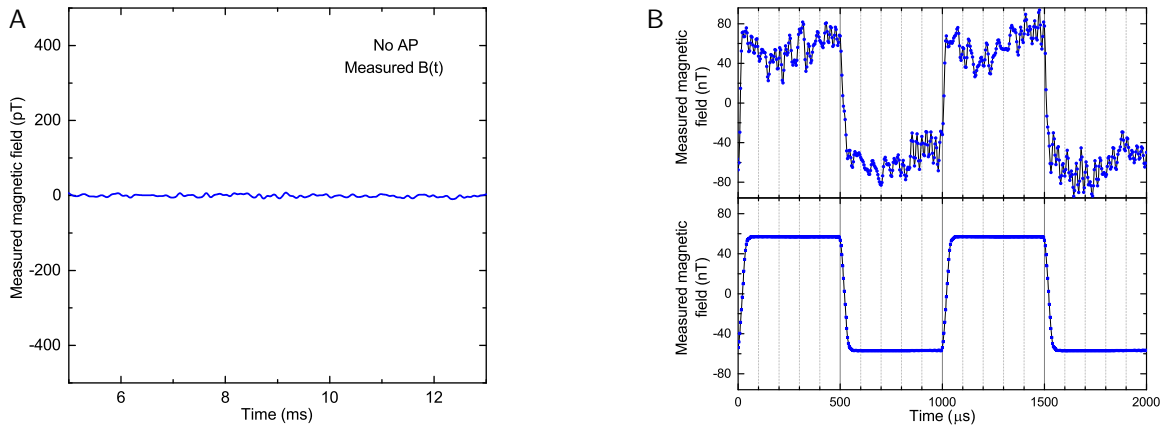 A
Measured magnetic field (pT)
400
200
0
-200
-400
No AP
Measured B(t)
6
8
10
12
Time (ms)
B
Measured magnetic
field (nT)
80
40
0
-40
-80
Measured magnetic
field (nT)
80
40
0
-40
-80
0
500
1000
1500
2000
Time (μs)